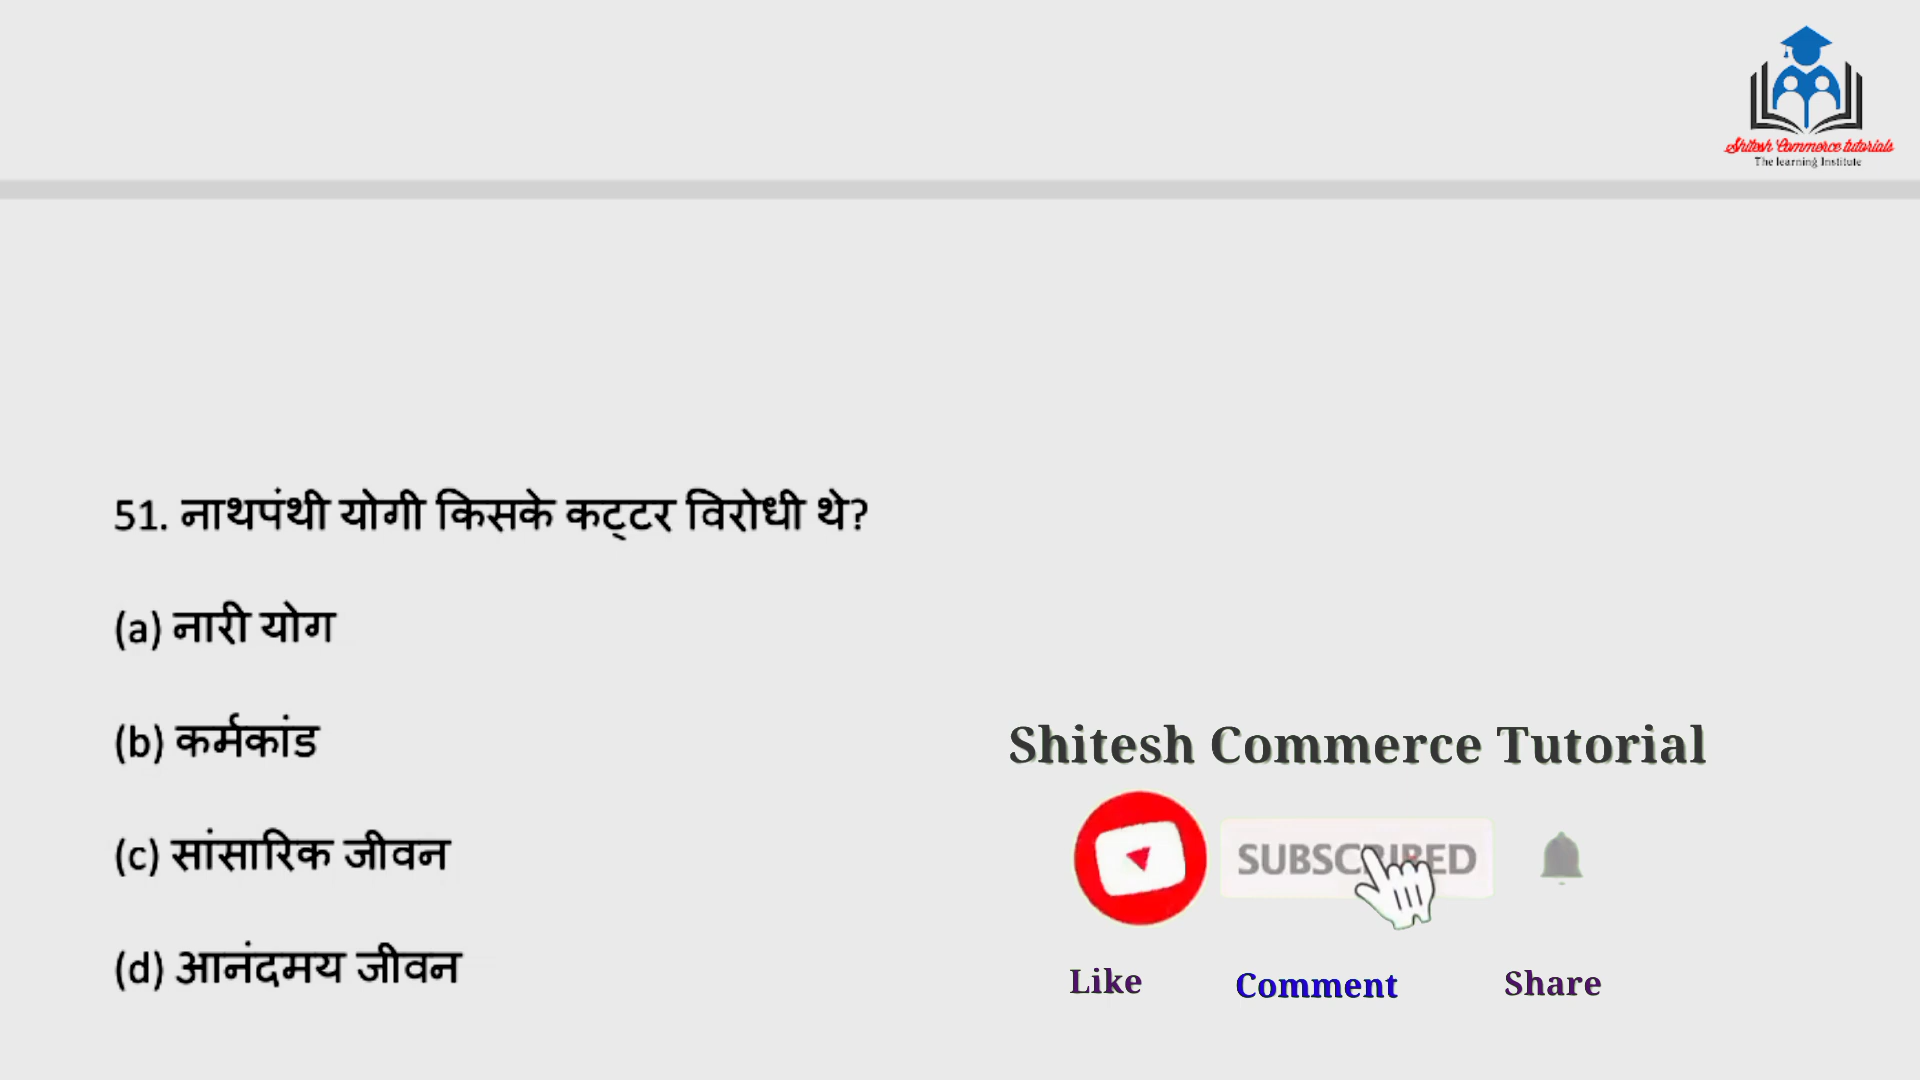 Shitesh Commerce tutorials
The learning Institute
51. नाथपंथी योगी किसके कट्टर विरोधी थे?
(a) नारी योग
(b) कर्मकांड
(c) सांसारिक जीवन
(d) आनंदमय जीवन
Shitesh Commerce Tutorial
SUBSCRIBED
Like
Comment
Share